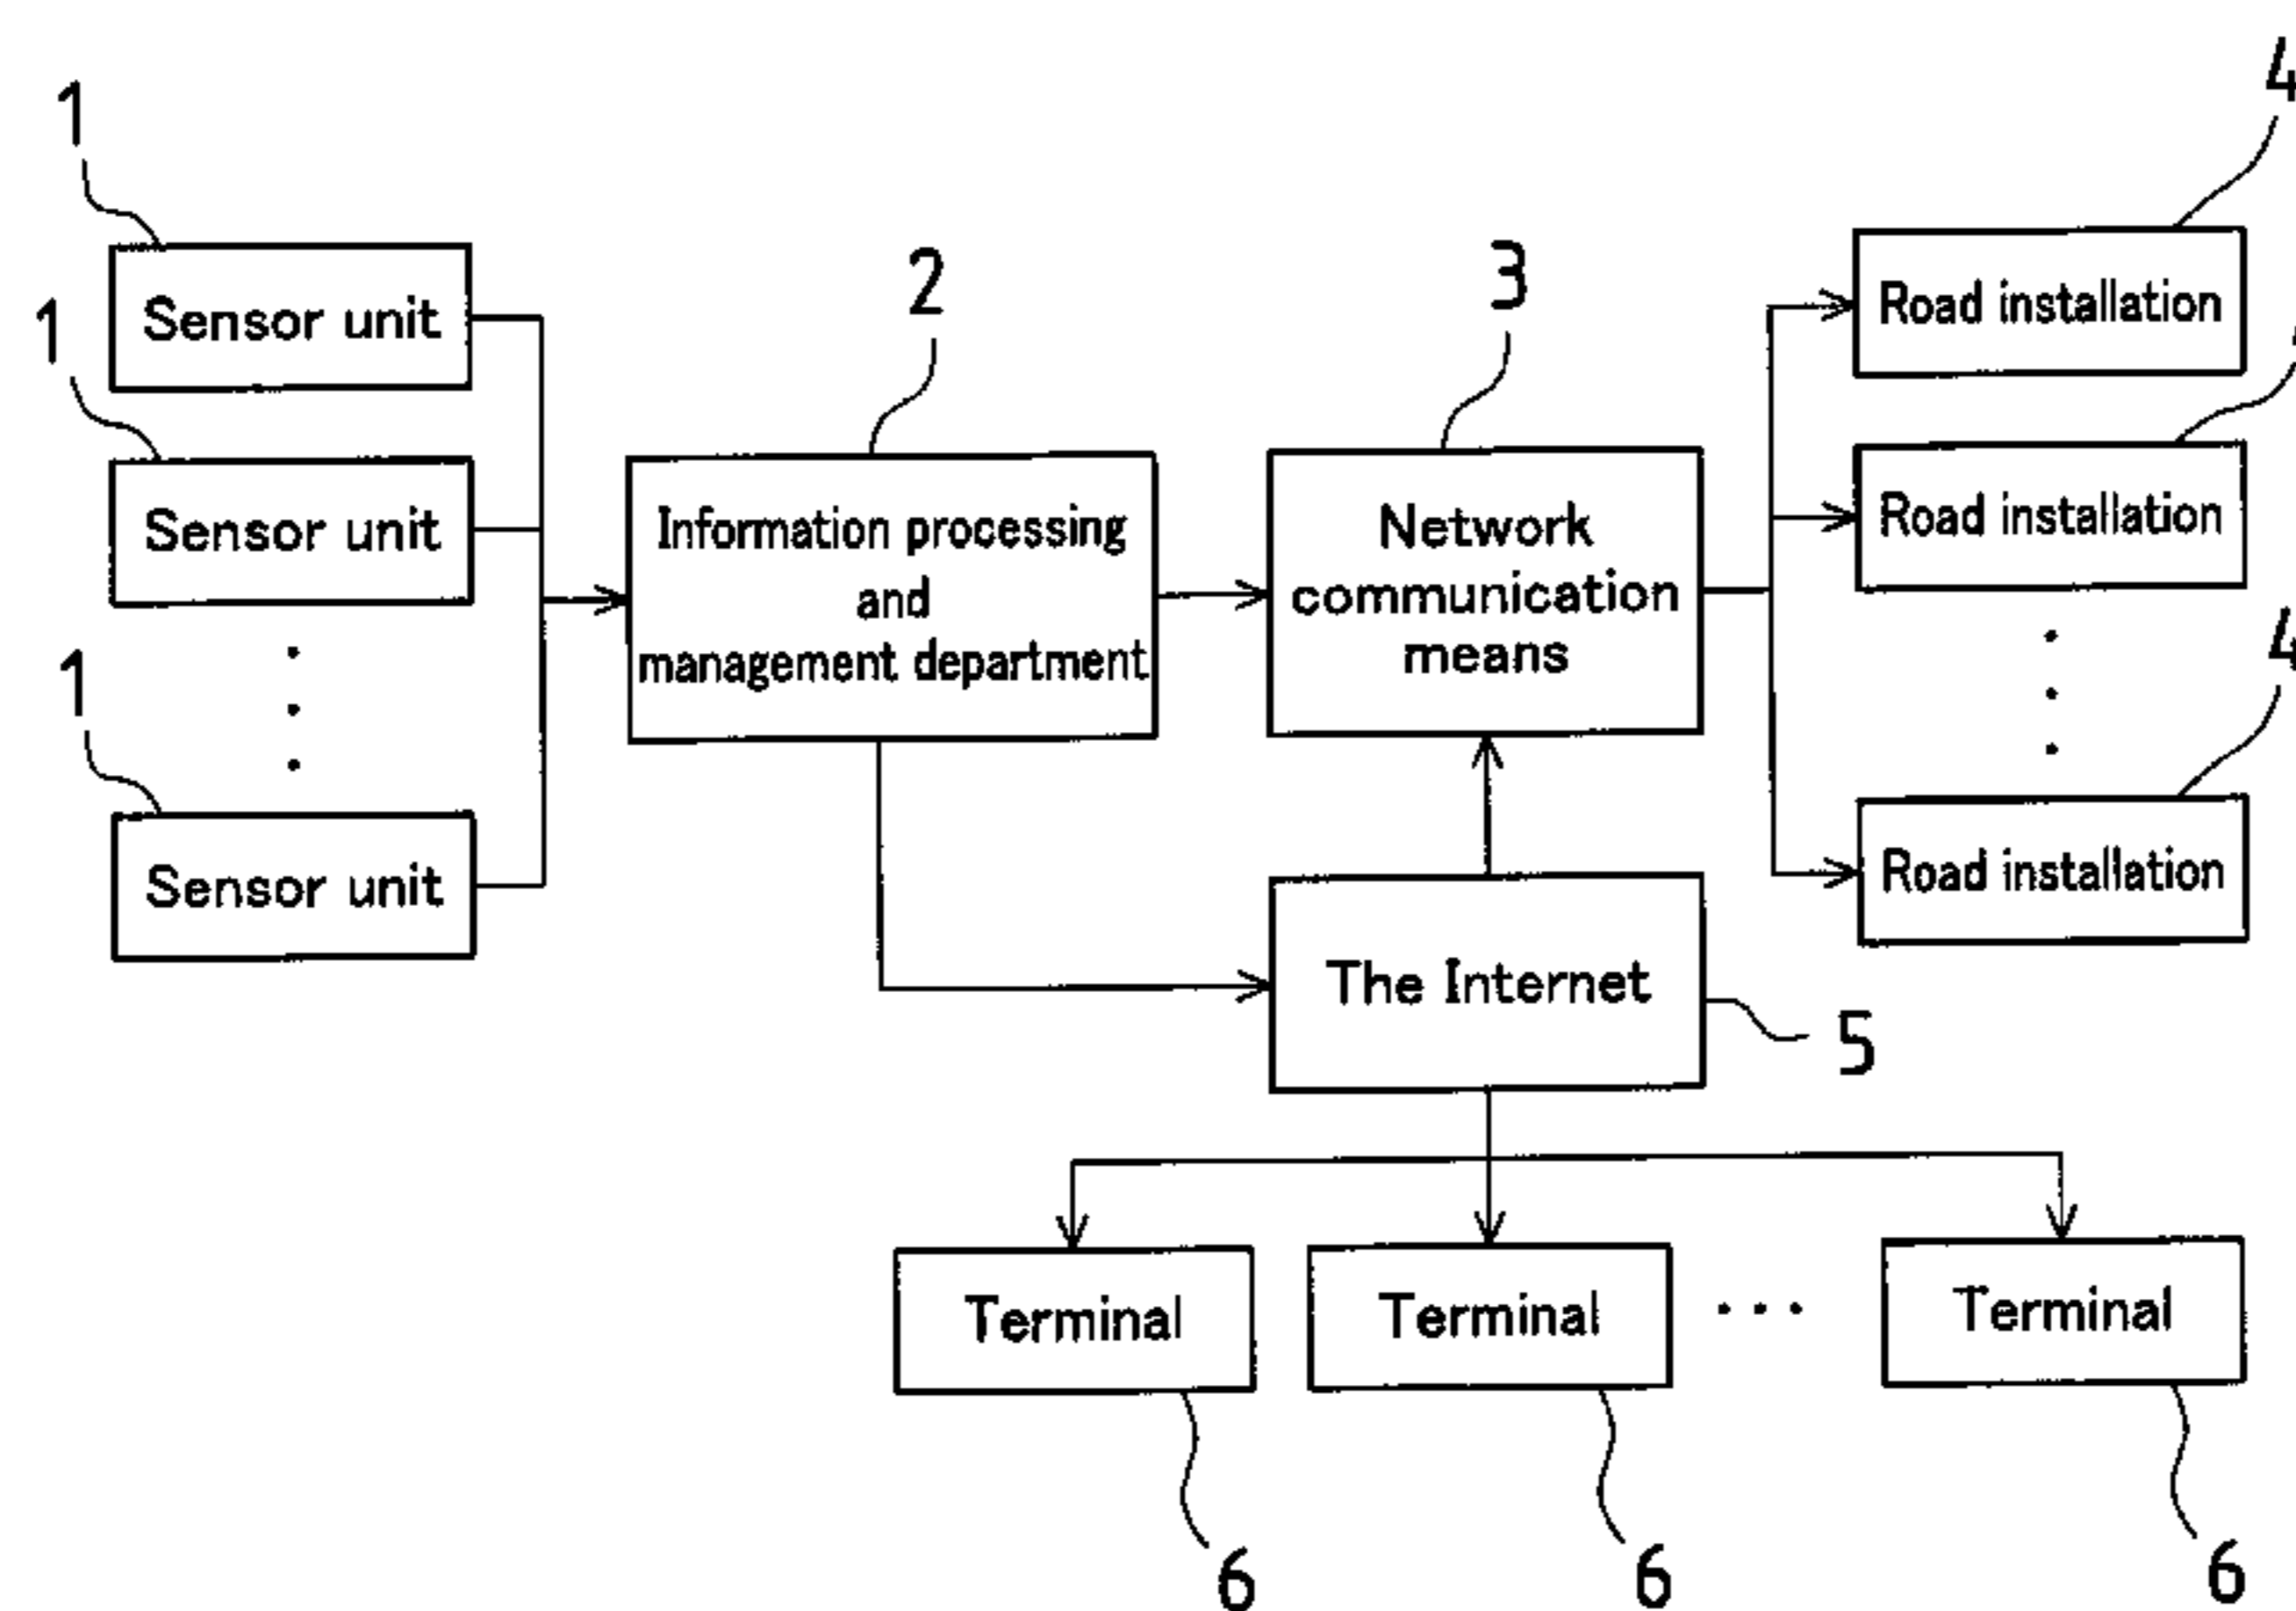 1
4
Sensor unit
2
3
Road installation
1
Sensor unit
Information processing
and
management department
Network
communication
means
Road installation
1
4
Sensor unit
Road installation
The Internet
5
Terminal
Terminal
Terminal
6
6
6